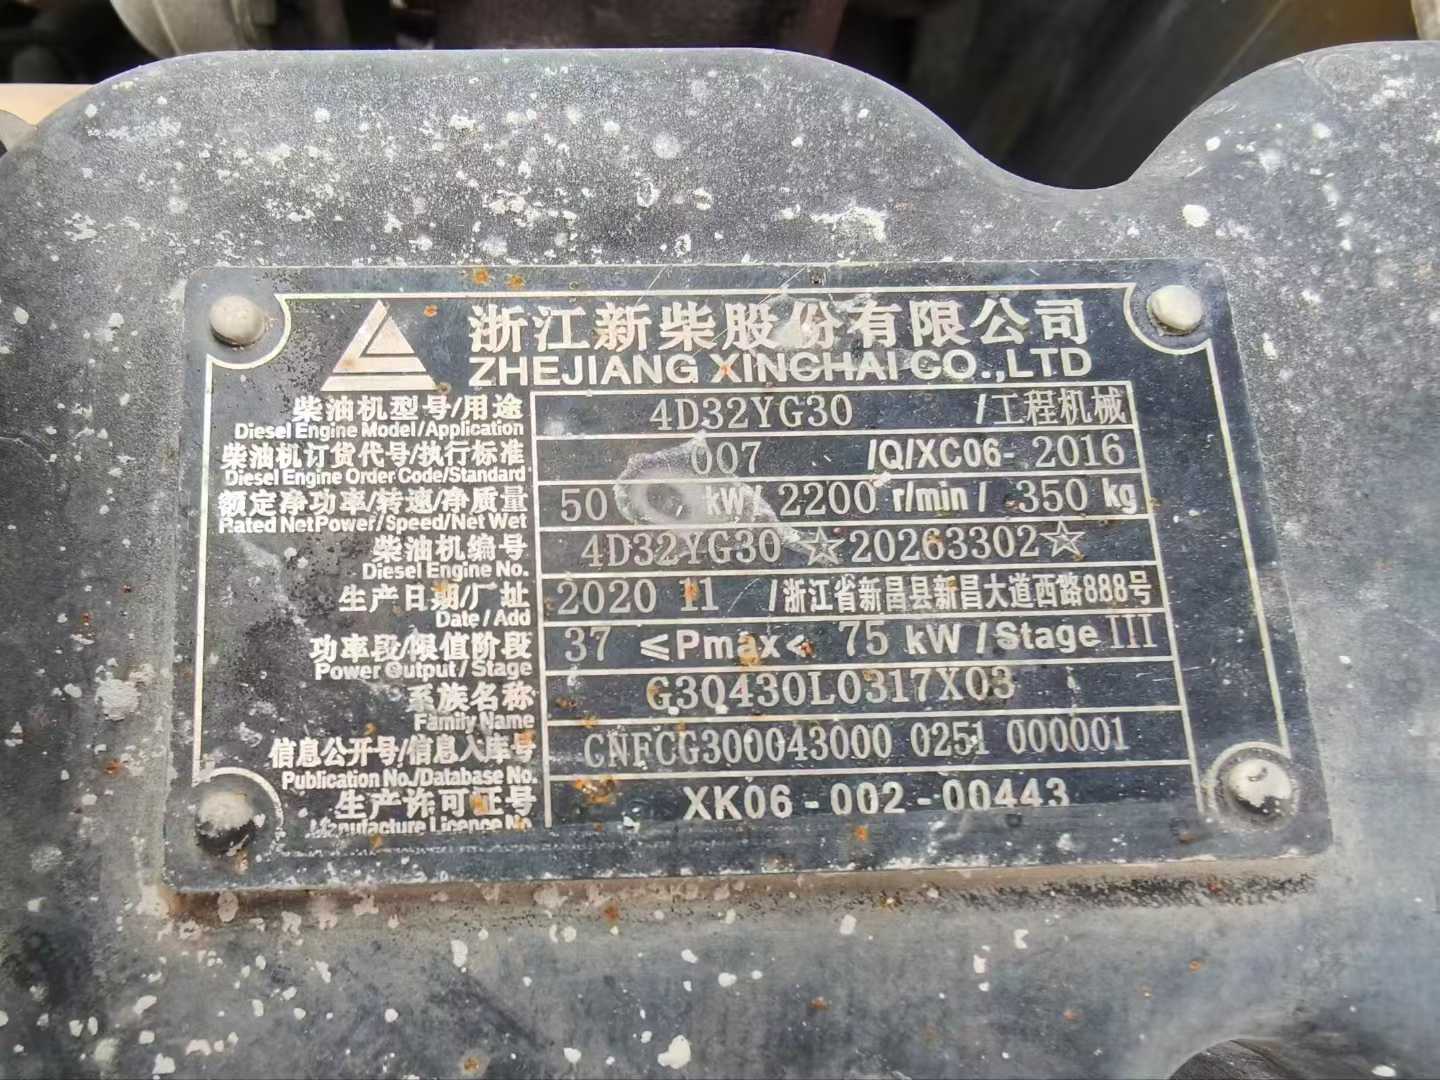 浙江新柴股份有限公司
ZHEJIANG XINCHAI CO.,LTD
柴油机型号/用途 4D32YG30 /工程机械
Diesel Engine Model/Application
柴油机订货代号/执行标准 007 /Q/XC06- 2016
Diesel Engine Order Code/Standard
额定净功率/转速/净质量 50 kW/ 2200 r/min / 350 kg
Rated Net Power/Speed/Net Wet
柴油机编号 4D32YG30 ☆20263302☆
Diesel Engine No.
生产日期/厂址 2020 11 /浙江省新昌县新昌大道西路888号
Date/Add
功率段/限值阶段 37 ≤Pmax< 75 kW/Stage III
Power Output/Stage
系族名称 G30430L0317X03
Family Name
信息公开号/信息入库号 CNFCG300043000 0251 000001
Publication No./Database No.
生产许可证号 XK06-002-00443
Manufacture Licence No